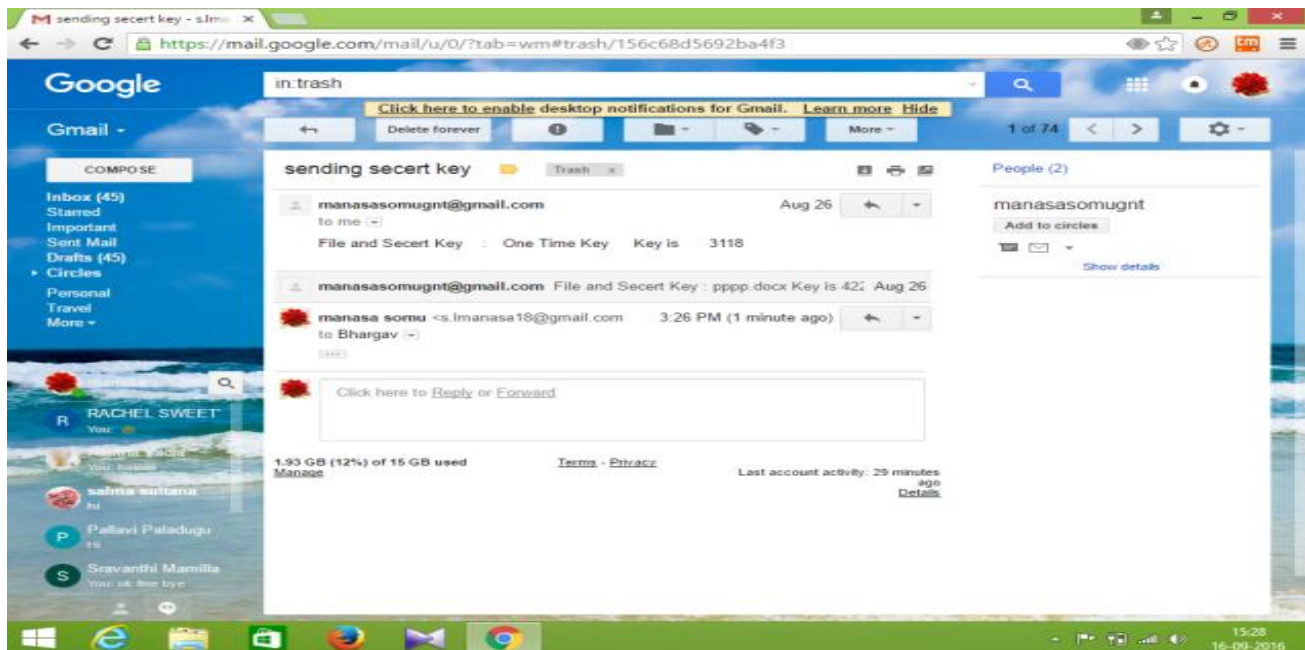 sending secert key - s.lm
https://mail.google.com/mail/u/0/?tab=wm#trash/156c68d5692ba4f3
Google
in:trash
Click here to enable desktop notifications for Gmail. Learn more Hide
Gmail
Delete forever
More
1 of 74
COMPOSE
sending secert key
Trash x
People (2)
Inbox (45)
Starred
Important
Sent Mail
Drafts (45)
Circles
Personal
Travel
More
manasasomugnt@gmail.com Aug 26
to me
File and Secert Key : One Time Key Key is 3118
manasasomugnt@gmail.com File and Secert Key : pppp.docx Key is 422 Aug 26
manasa somu <s.lmanasa18@gmail.com 3:26 PM (1 minute ago)
to Bhargav
manasasomugnt
Add to circles
Show details
Click here to Reply or Forward
1.93 GB (12%) of 15 GB used
Manage
Terms - Privacy
Last account activity: 29 minutes
ago
Details
R
RACHEL SWEET
You:
salma sultana
hi
P
Pallavi Paladugu
S
Sravanthi Mamilla
You: ok fine bye
15:28
16-09-2016